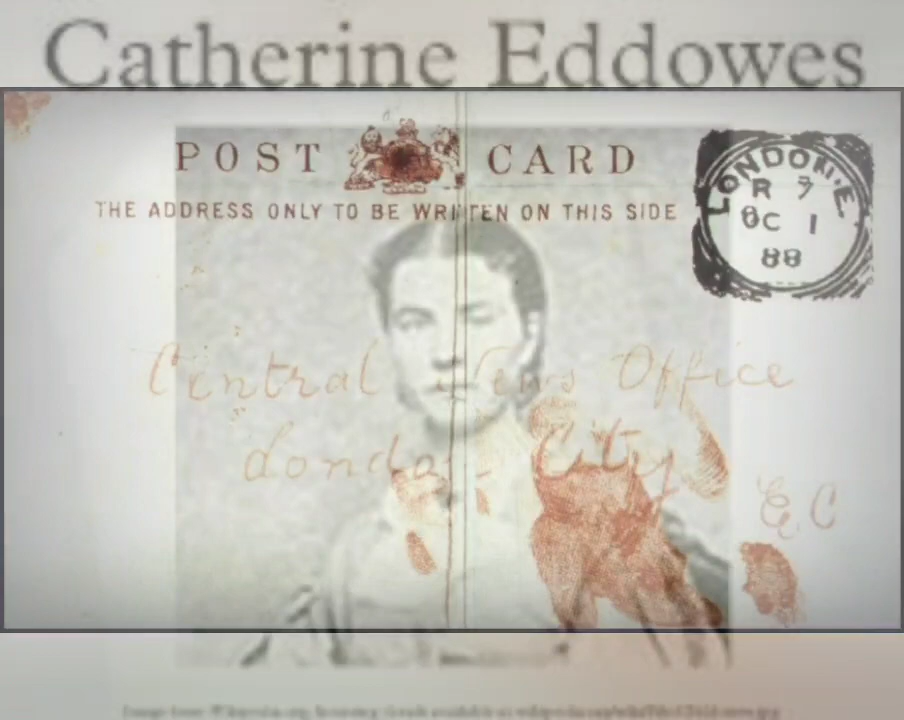 Catherine Eddowes
POST CARD
THE ADDRESS ONLY TO BE WRITTEN ON THIS SIDE
LONDON. E.
R 7
OC 1
88
Central News Office
London City
E C